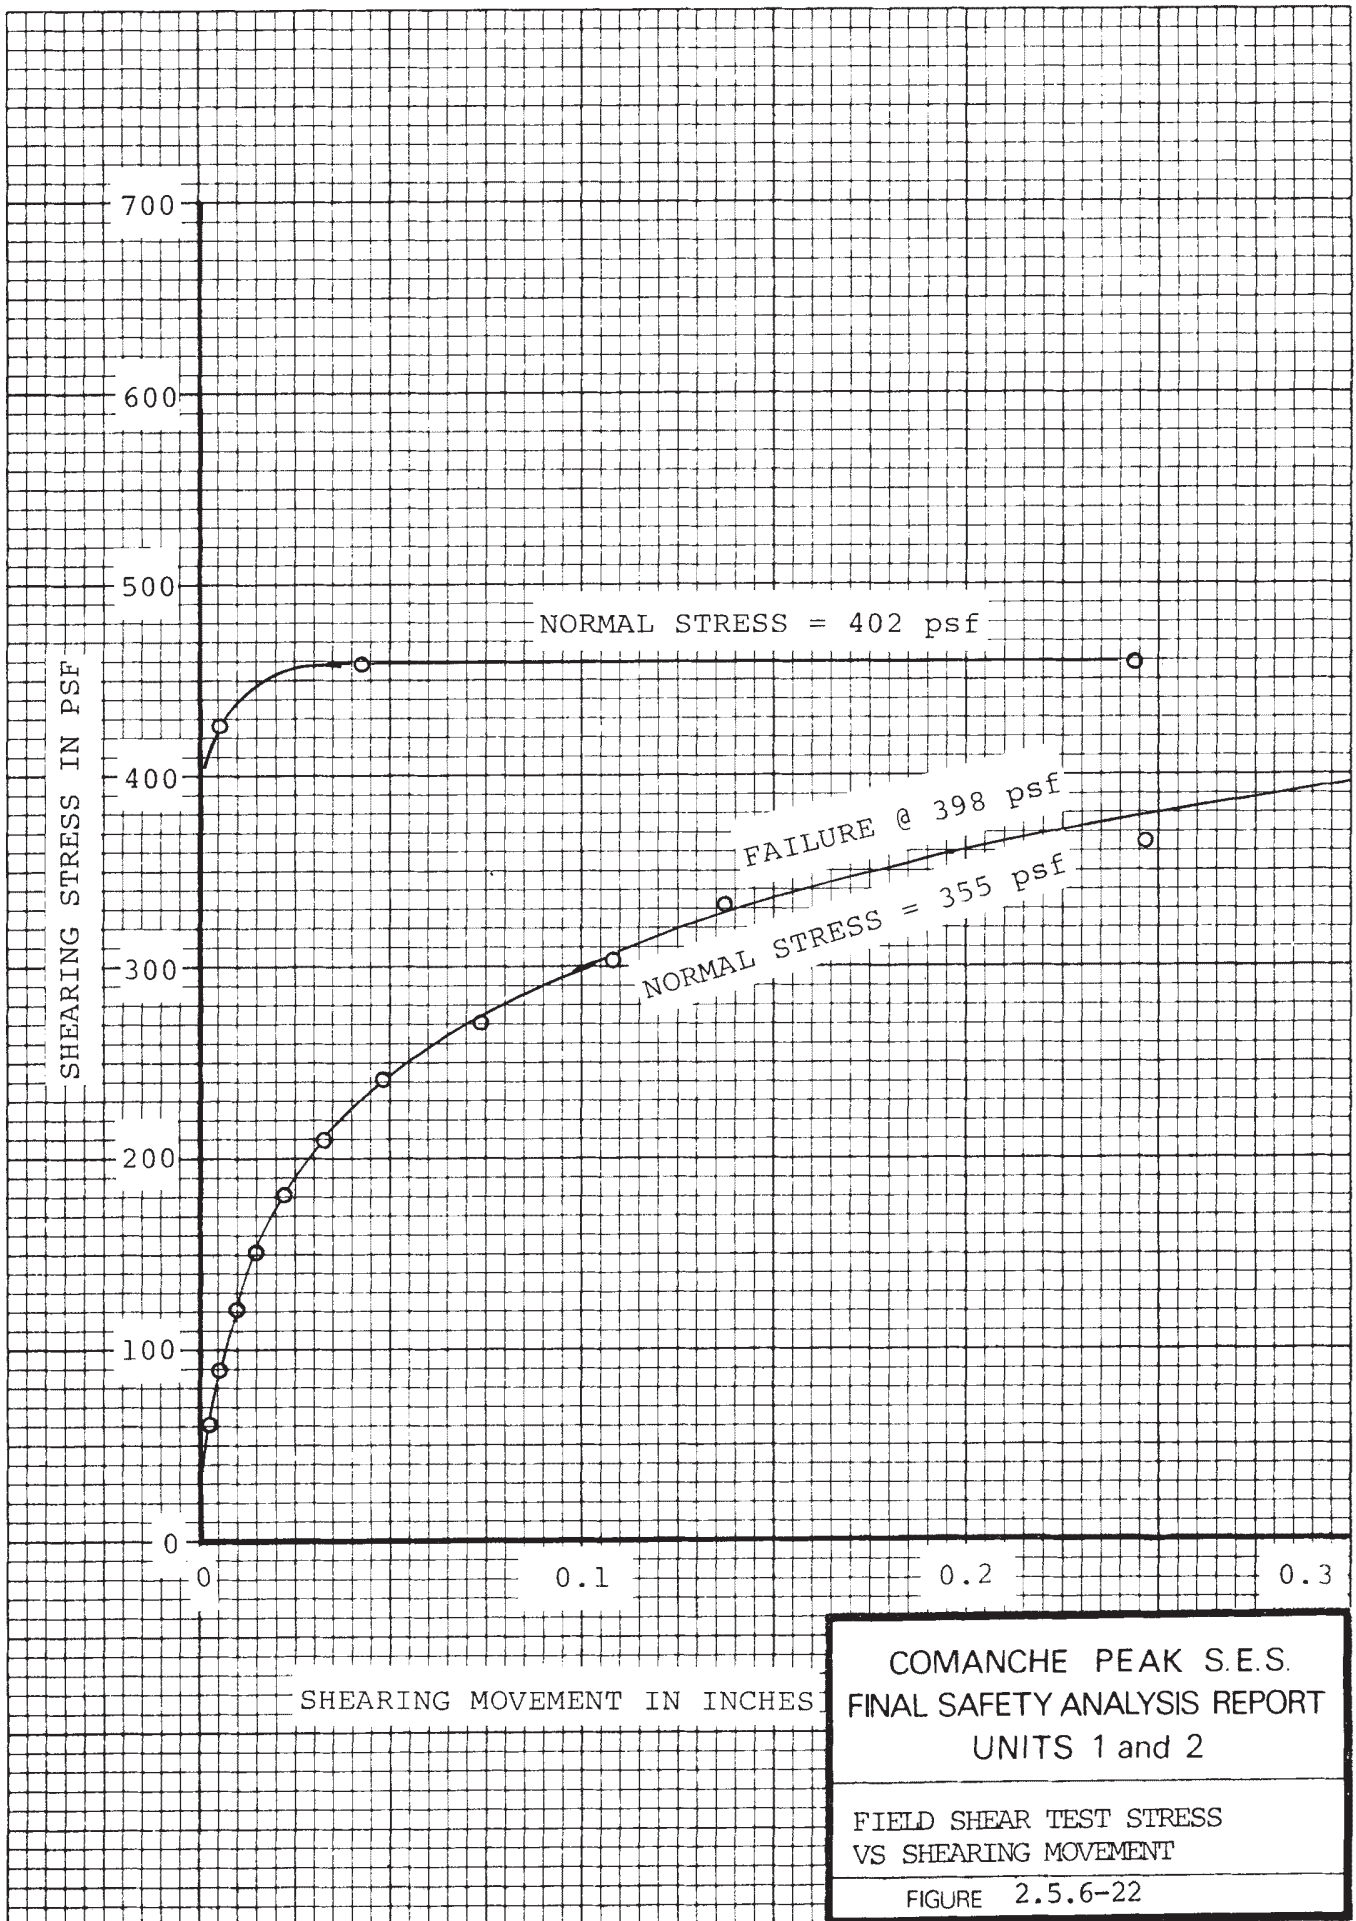 700
600
500
NORMAL STRESS = 402 psf
SHEARING STRESS IN PSF
400
FAILURE @ 398 psf
NORMAL STRESS = 355 psf
300
200
100
0
0 0.1 0.2 0.3
SHEARING MOVEMENT IN INCHES
COMANCHE PEAK S.E.S.
FINAL SAFETY ANALYSIS REPORT
UNITS 1 and 2
FIELD SHEAR TEST STRESS
VS SHEARING MOVEMENT
FIGURE 2.5.6-22